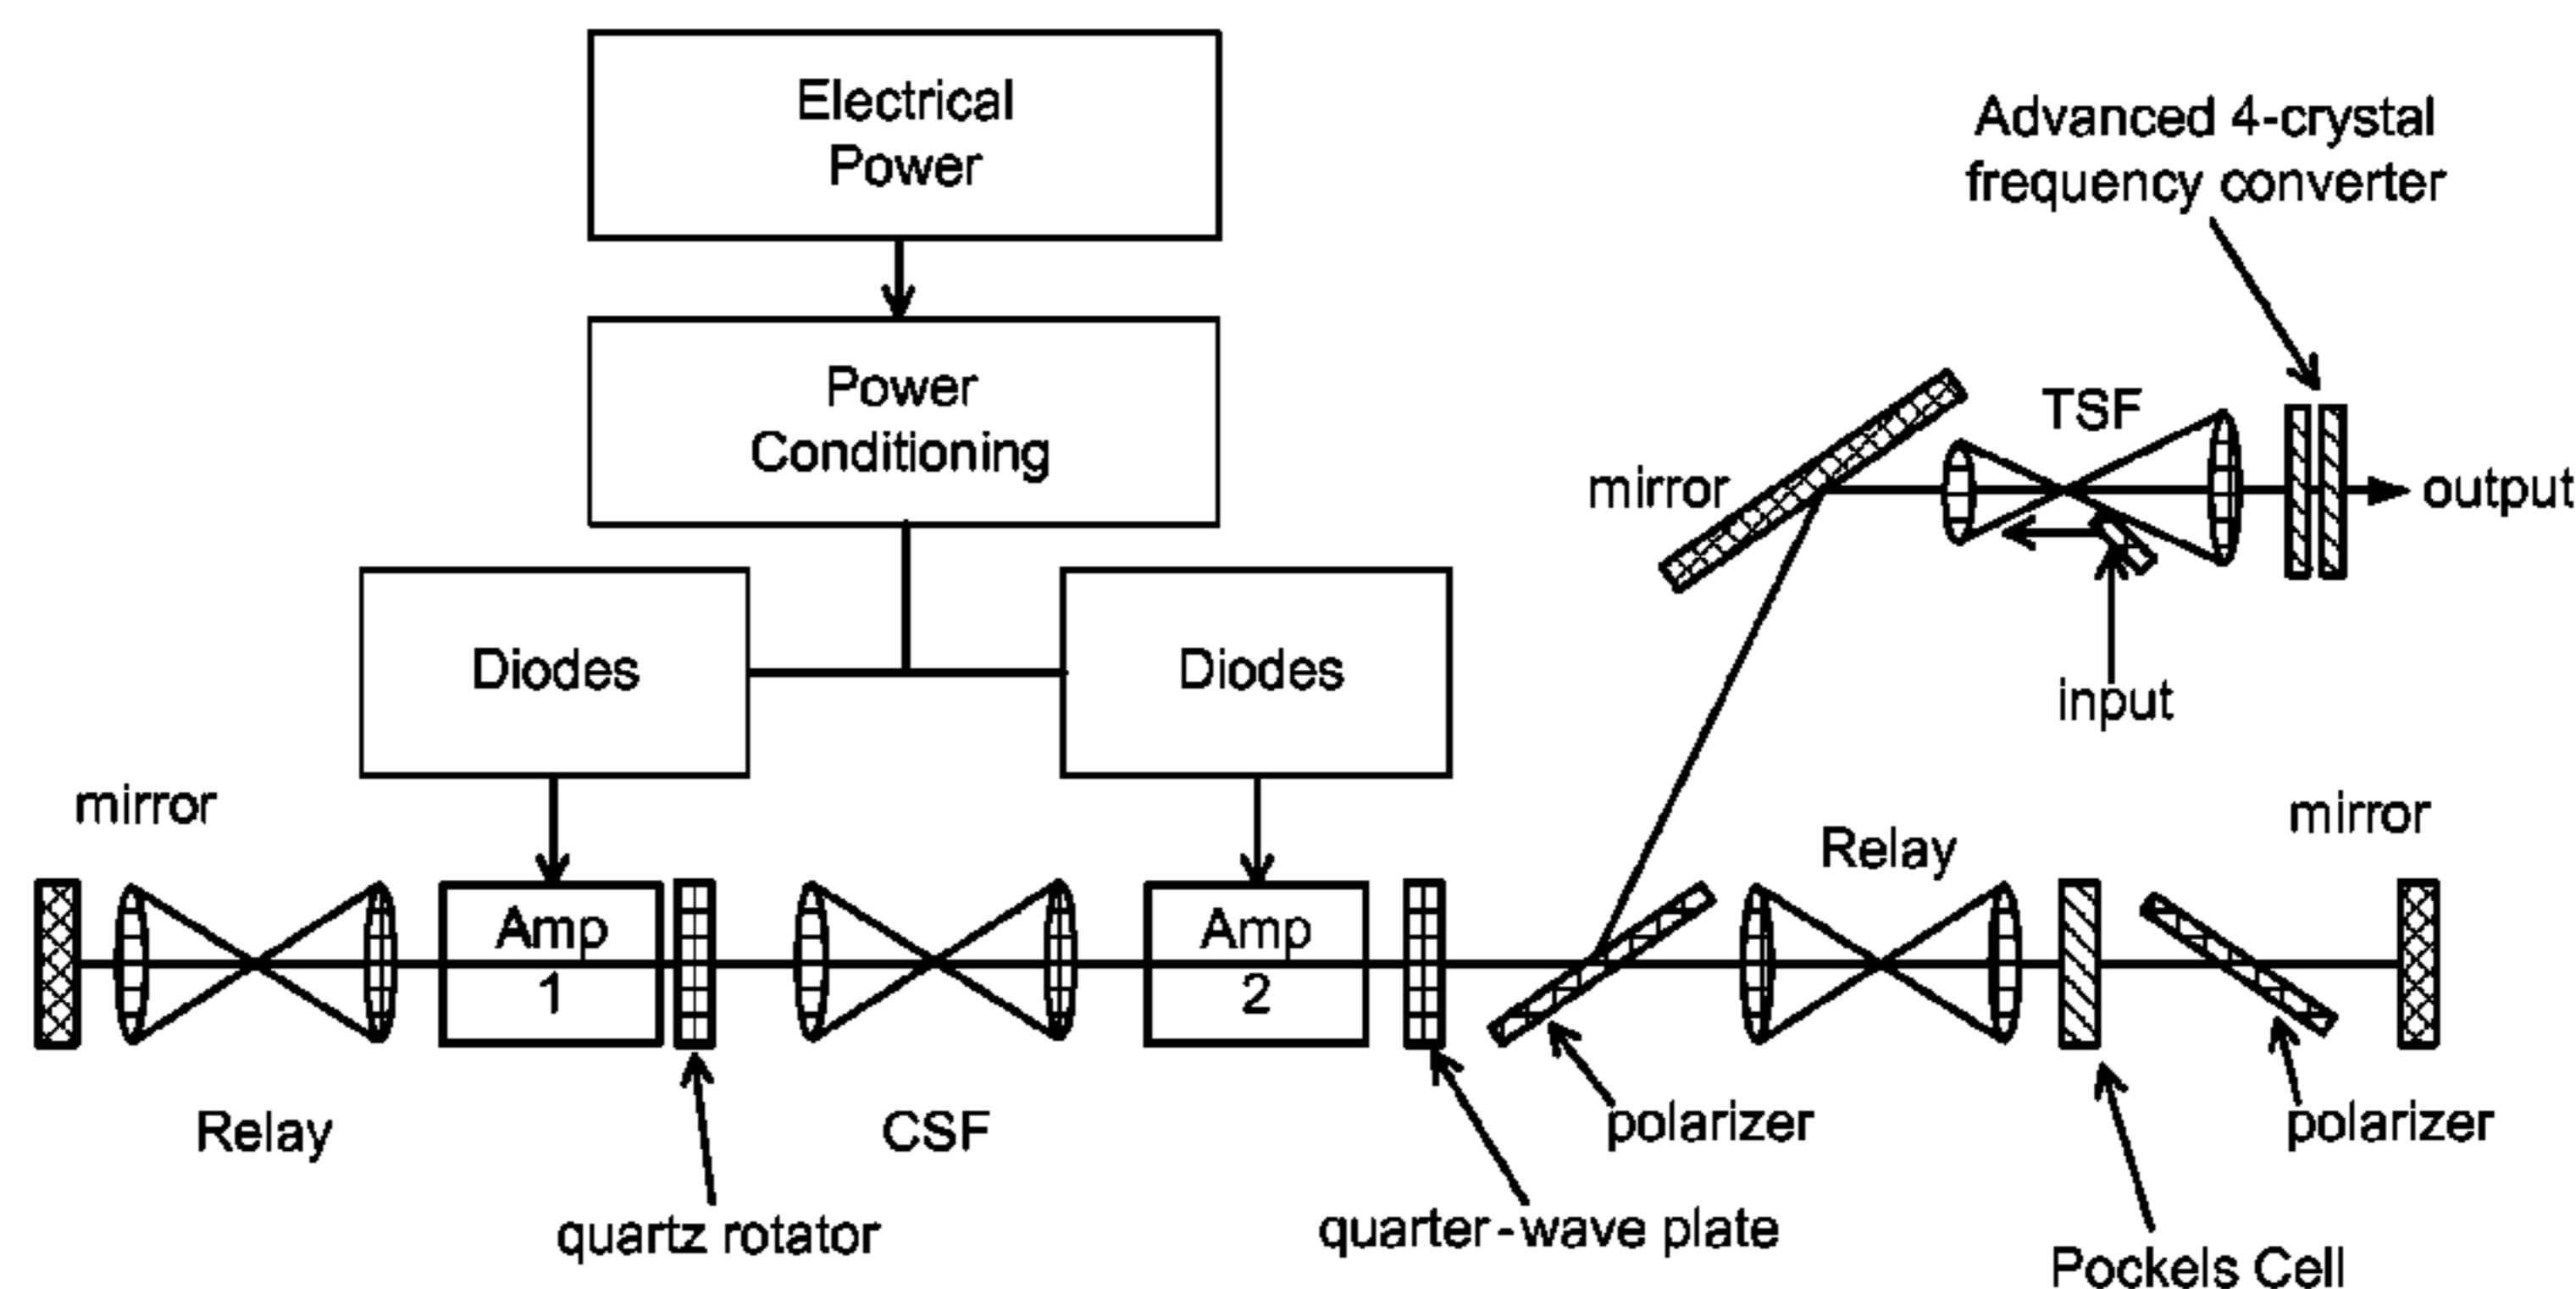 Electrical
Power
Advanced 4-crystal
frequency converter
Power
Conditioning
TSF
mirror
output
Diodes
Diodes
input
mirror
mirror
Relay
Amp
1
Amp
2
Relay
CSF
polarizer
polarizer
quartz rotator
quarter-wave plate
Pockels Cell